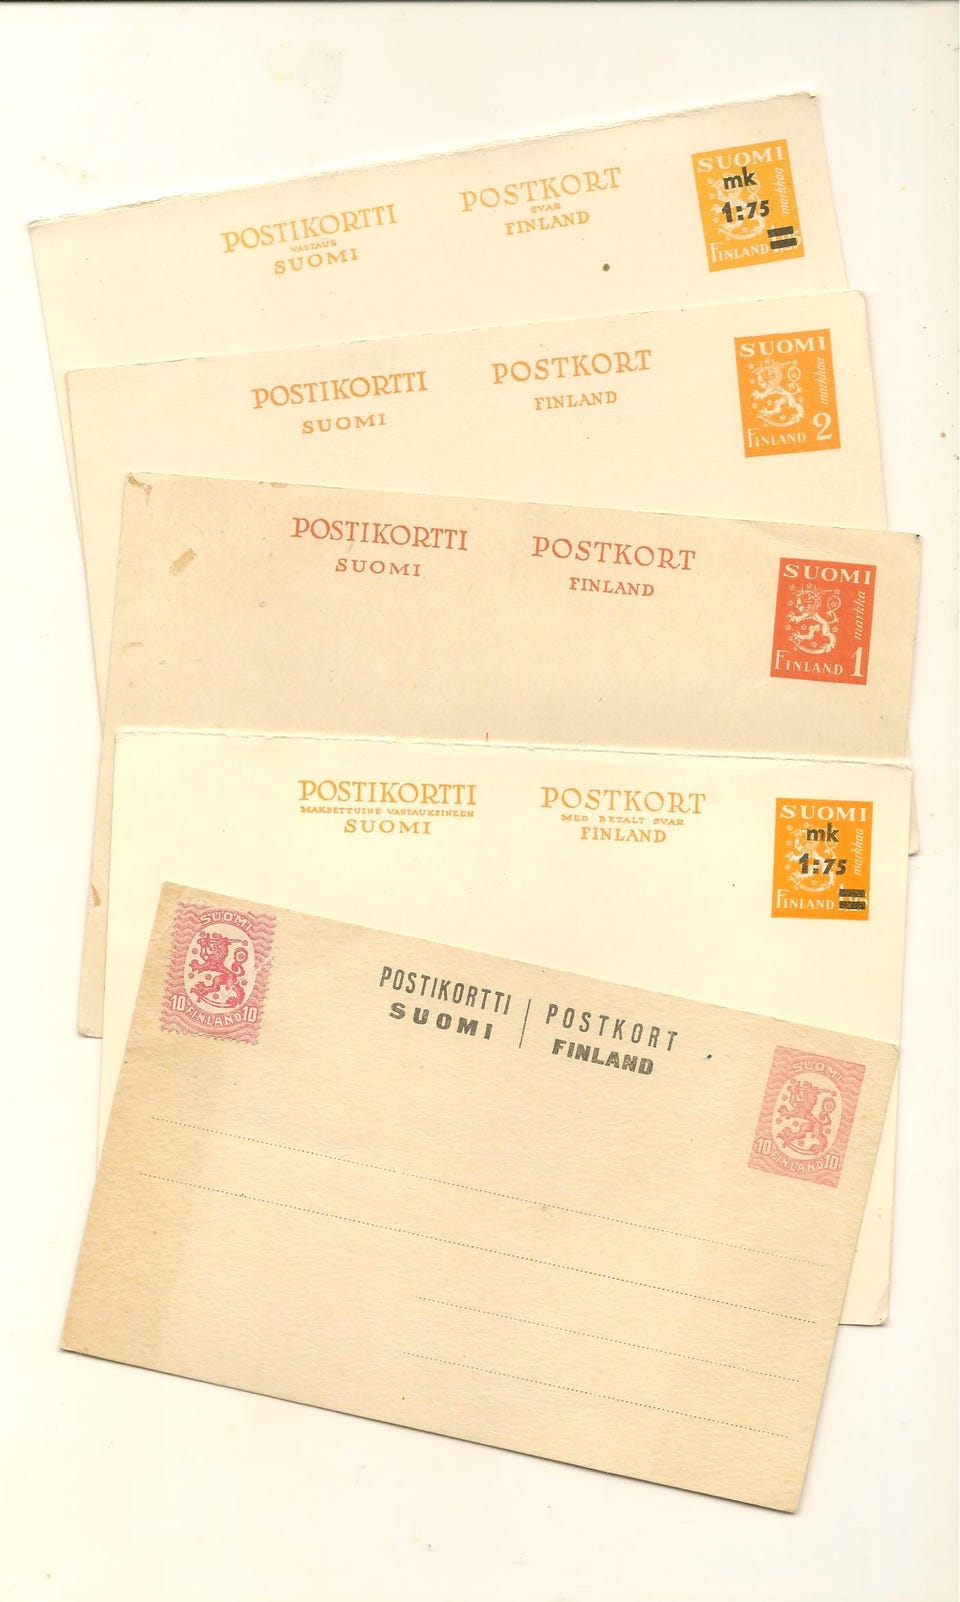 POSTIKORTTI
VASTAUS
SUOMI
POSTKORT
SVAR
FINLAND
SUOMI
mk
markkaa
1:75
FINLAND
POSTIKORTTI
SUOMI
POSTKORT
FINLAND
SUOMI
markkaa
FINLAND 2
POSTIKORTTI
SUOMI
POSTKORT
FINLAND
SUOMI
markka
FINLAND 1
POSTIKORTTI
MAKSETTUINE VASTAUKSINEEN
SUOMI
POSTKORT
MED BETALT SVAR
FINLAND
SUOMI
mk
markkaa
1:75
FINLAND
SUOMI
10 FINLAND 10
POSTIKORTTI
SUOMI
POSTKORT
FINLAND
SUOMI
10 FINLAND 10